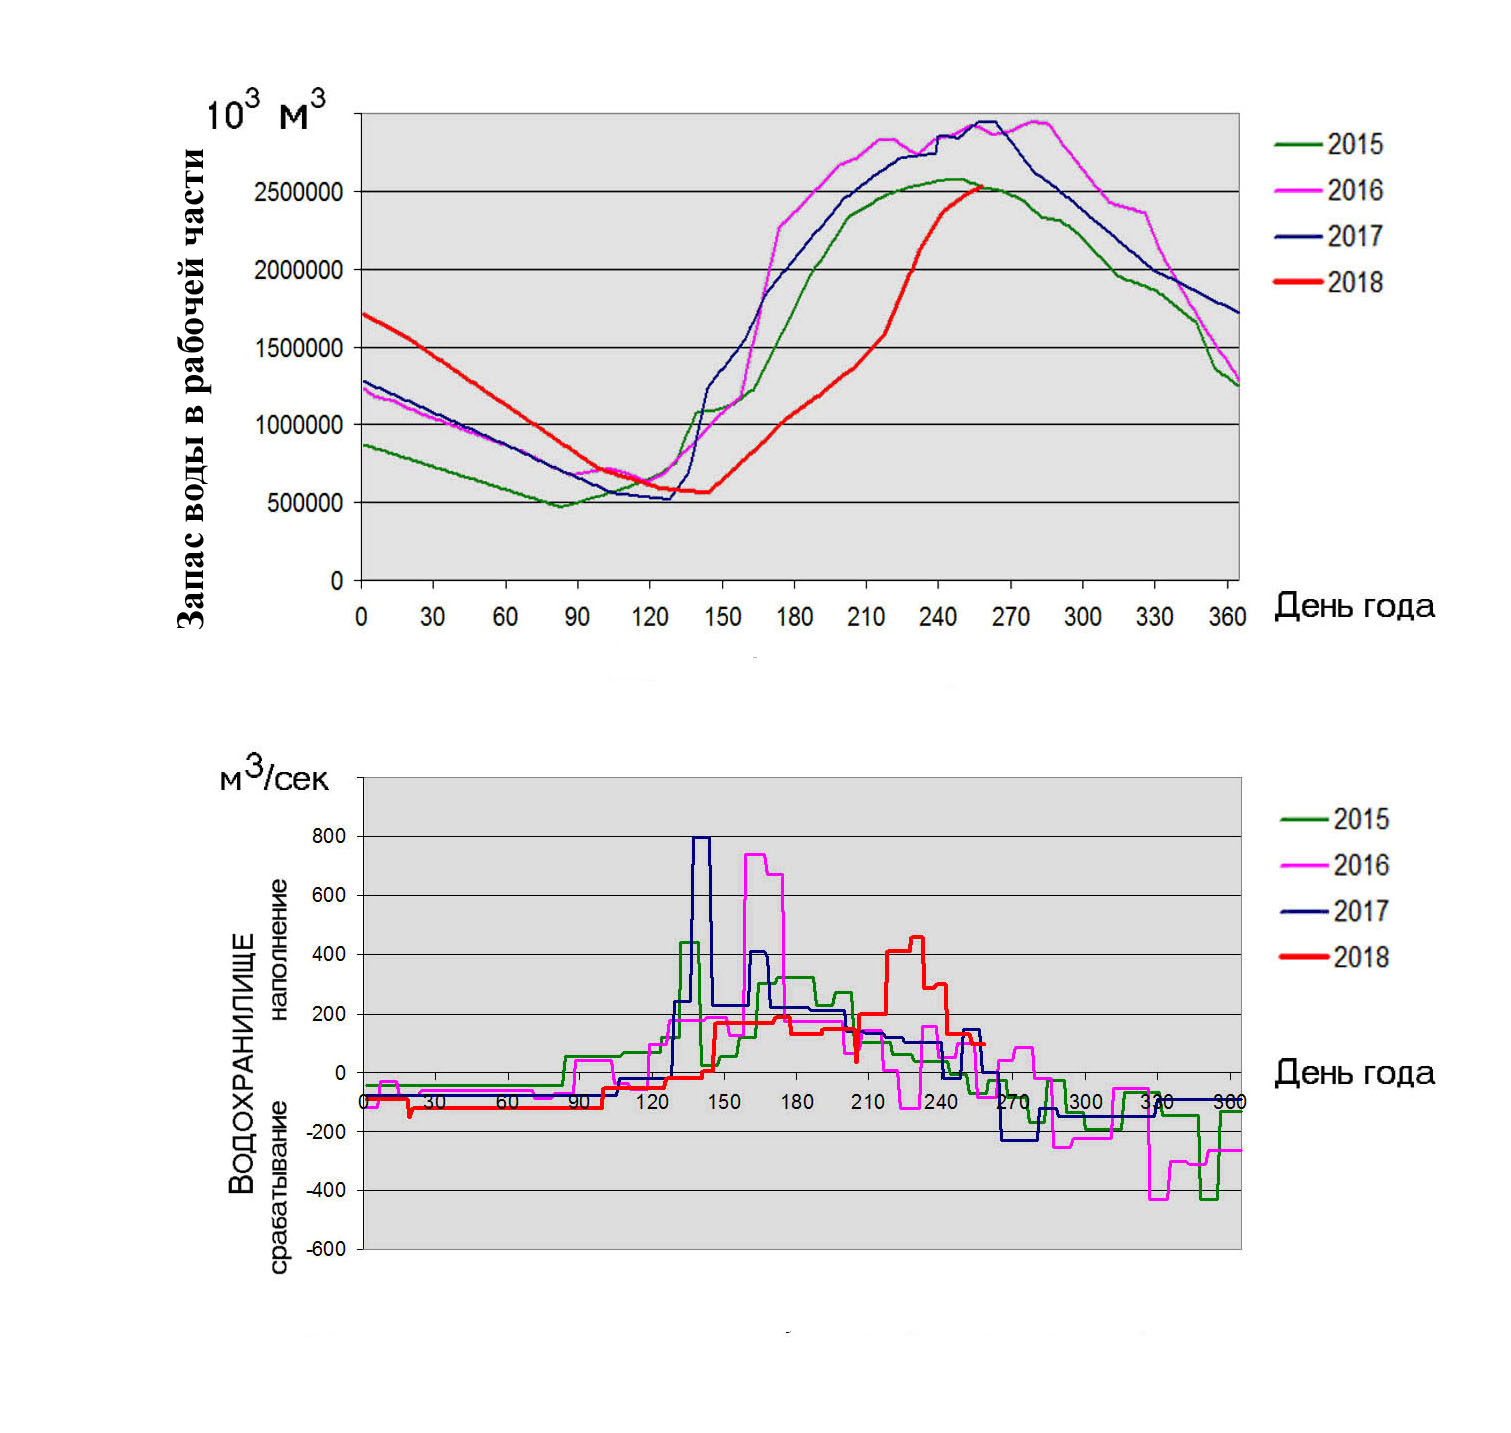 10³ м³
Запас воды в рабочей части
2500000
2000000
1500000
1000000
500000
0
0 30 60 90 120 150 180 210 240 270 300 330 360
День года
2015
2016
2017
2018
м³/сек
ВОДОХРАНИЛИЩЕ
наполнение
срабатывание
800
600
400
200
0
-200
-400
-600
0 30 60 90 120 150 180 210 240 270 300 330 360
День года
2015
2016
2017
2018